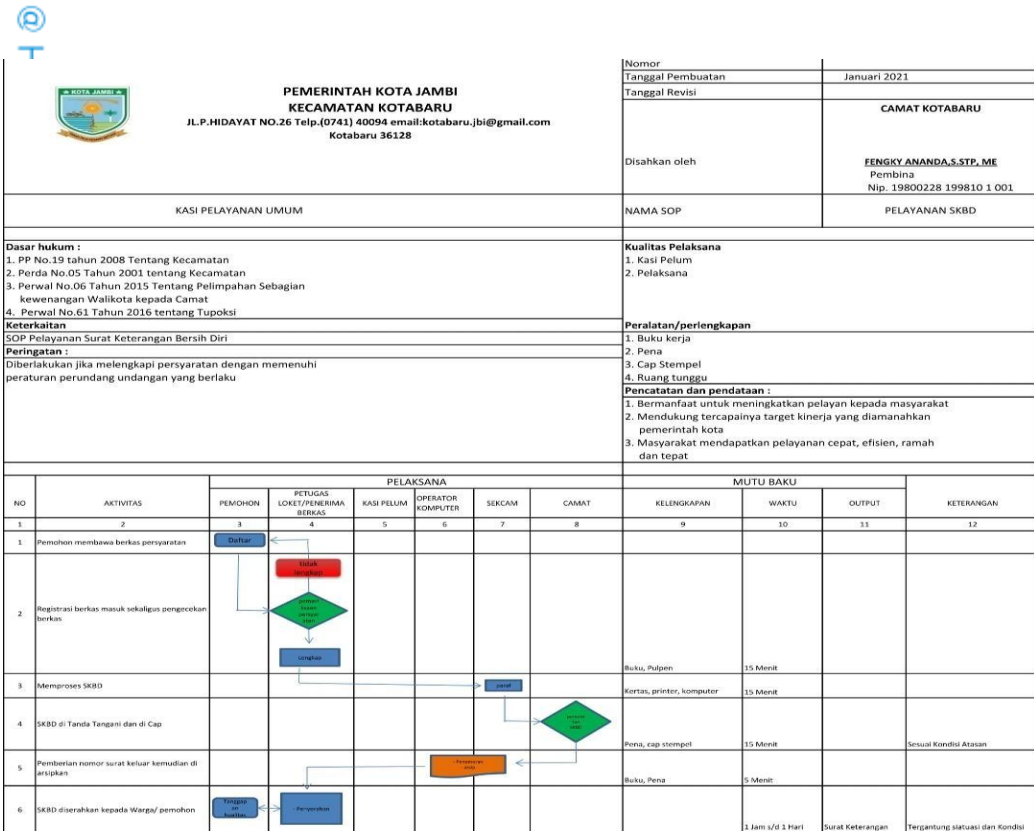 @
KOTA JAMBI
PEMERINTAH KOTA JAMBI
KECAMATAN KOTABARU
JL.P.HIDAYAT NO.26 Telp.(0741) 40094 email:kotabaru.jbi@gmail.com
Kotabaru 36128
Nomor
Tanggal Pembuatan
Januari 2021
Tanggal Revisi
CAMAT KOTABARU
Disahkan oleh
FENGKY ANANDA,S.STP, ME
Pembina
Nip. 19800228 199810 1 001
KASI PELAYANAN UMUM
NAMA SOP
PELAYANAN SKBD
Dasar hukum :
1. PP No.19 tahun 2008 Tentang Kecamatan
2. Perda No.05 Tahun 2001 tentang Kecamatan
3. Perwal No.06 Tahun 2015 Tentang Pelimpahan Sebagian
kewenangan Walikota kepada Camat
4. Perwal No.61 Tahun 2016 tentang Tupoksi
Kualitas Pelaksana
1. Kasi Pelum
2. Pelaksana
Keterkaitan
SOP Pelayanan Surat Keterangan Bersih Diri
Peringatan :
Diberlakukan jika melengkapi persyaratan dengan memenuhi
peraturan perundang undangan yang berlaku
Peralatan/perlengkapan
1. Buku kerja
2. Pena
3. Cap Stempel
4. Ruang tunggu
Pencatatan dan pendataan :
1. Bermanfaat untuk meningkatkan pelayan kepada masyarakat
2. Mendukung tercapainya target kinerja yang diamanahkan
pemerintah kota
3. Masyarakat mendapatkan pelayanan cepat, efisien, ramah
dan tepat
PELAKSANA
MUTU BAKU
NO
AKTIVITAS
PEMOHON
PETUGAS
LOKET/PENERIMA
BERKAS
KASI PELUM
OPERATOR
KOMPUTER
SEKCAM
CAMAT
KELENGKAPAN
WAKTU
OUTPUT
KETERANGAN
1 2 3 4 5 6 7 8 9 10 11 12
1
Pemohon membawa berkas persyaratan
Daftar
tidak
lengkap
2
Registrasi berkas masuk sekaligus pengecekan
berkas
Lengkap
Buku, Pulpen
15 Menit
3
Memproses SKBD
paraf
Kertas, printer, komputer
15 Menit
4
SKBD di Tanda Tangani dan di Cap
Pena, cap stempel
15 Menit
Sesuai Kondisi Atasan
5
Pemberian nomor surat keluar kemudian di
arsipkan
Buku, Pena
5 Menit
6
SKBD diserahkan kepada Warga/ pemohon
Tanggap
an
kualitas
- Penyerahan
1 Jam s/d 1 Hari
Surat Keterangan
Tergantung siatuasi dan Kondisi